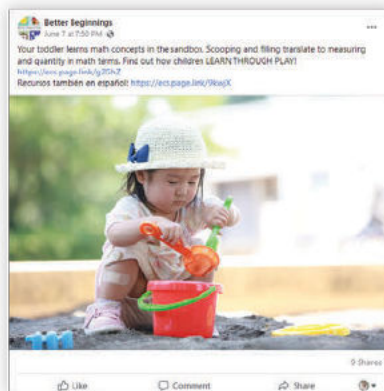 Better Beginnings
June 7 at 7:50 PM
Your toddler learns math concepts in the sandbox. Scooping and filling translate to measuring
and quantity in math terms. Find out how children LEARN THROUGH PLAY!
Recursos también en español:
9 Shares
Like
Comment
Share